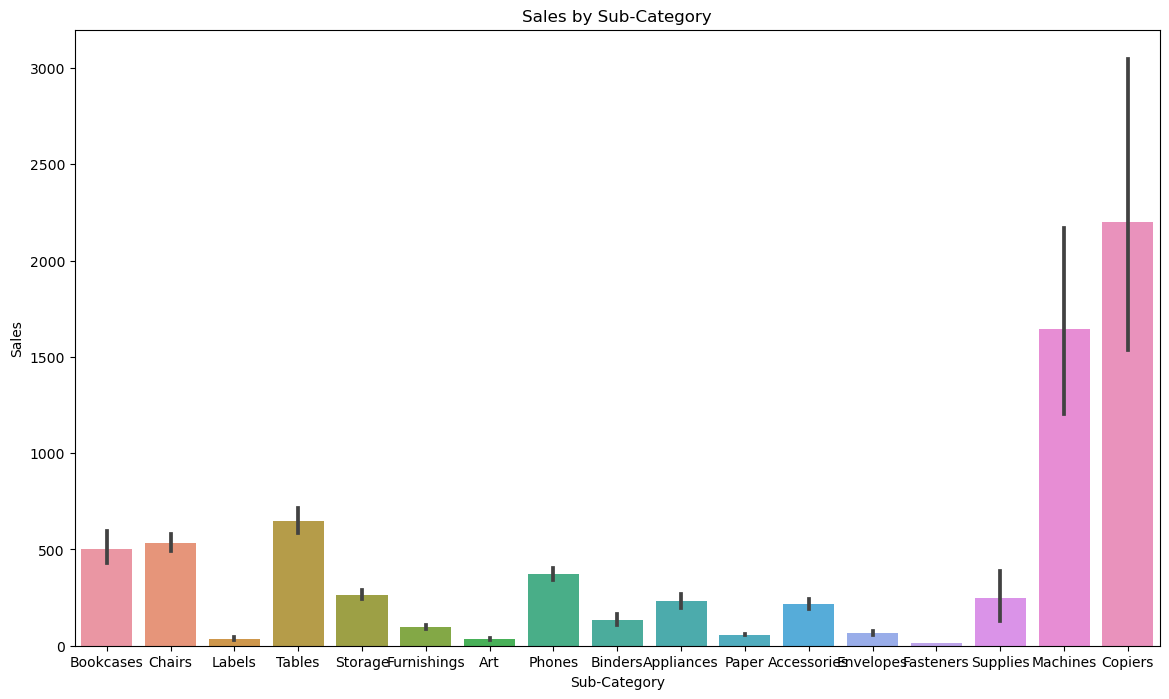 Sales by Sub-Category
3000
2500
2000
1500
1000
500
0
Sales
Bookcases Chairs Labels Tables Storage Furnishings Art Phones Binders Appliances Paper Accessories Envelopes Fasteners Supplies Machines Copiers
Sub-Category